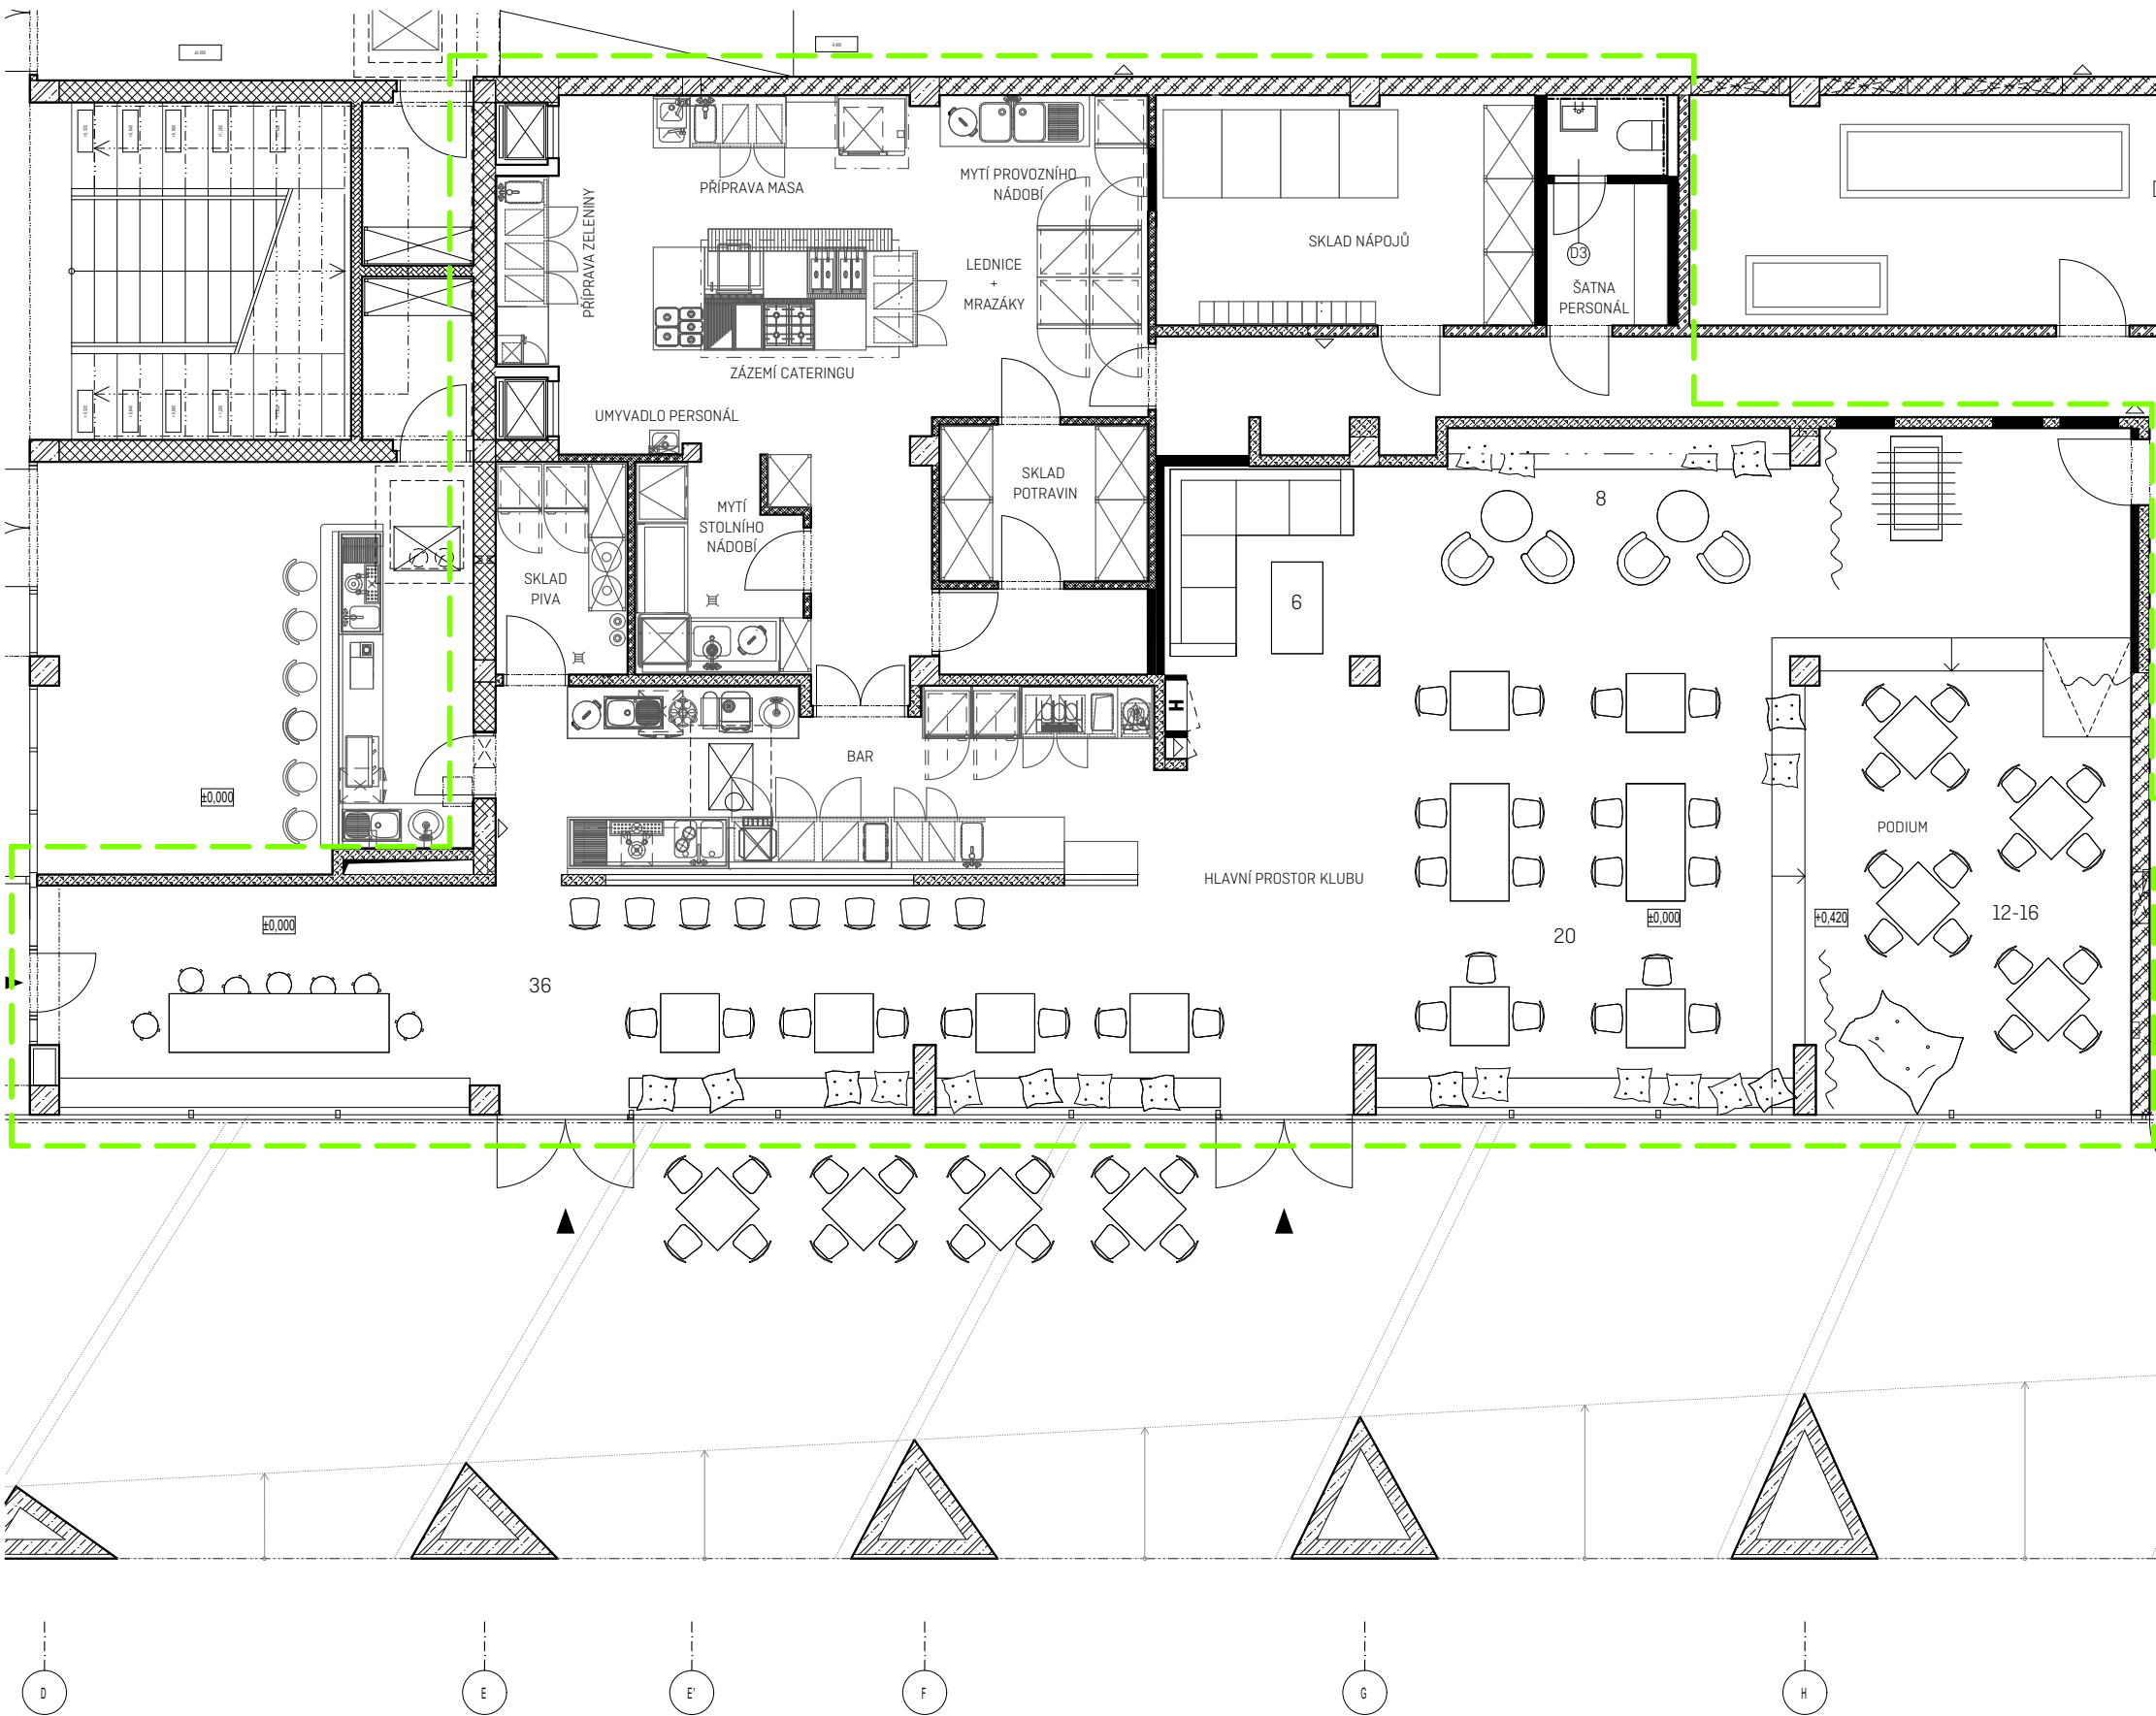 PŘÍPRAVA MASA
MYTÍ PROVOZNÍHO
NÁDOBÍ
PŘÍPRAVA ZELENINY
SKLAD NÁPOJŮ
LEDNICE
+
MRAZÁKY
D3
ŠATNA
PERSONÁL
ZÁZEMÍ CATERINGU
UMYVADLO PERSONÁL
SKLAD
POTRAVIN
MYTÍ
STOLNÍHO
NÁDOBÍ
SKLAD
PIVA
8
6
H
BAR
±0,000
PODIUM
HLAVNÍ PROSTOR KLUBU
±0,000
±0,000
+0,420
12-16
20
36
D
E
E'
F
G
H